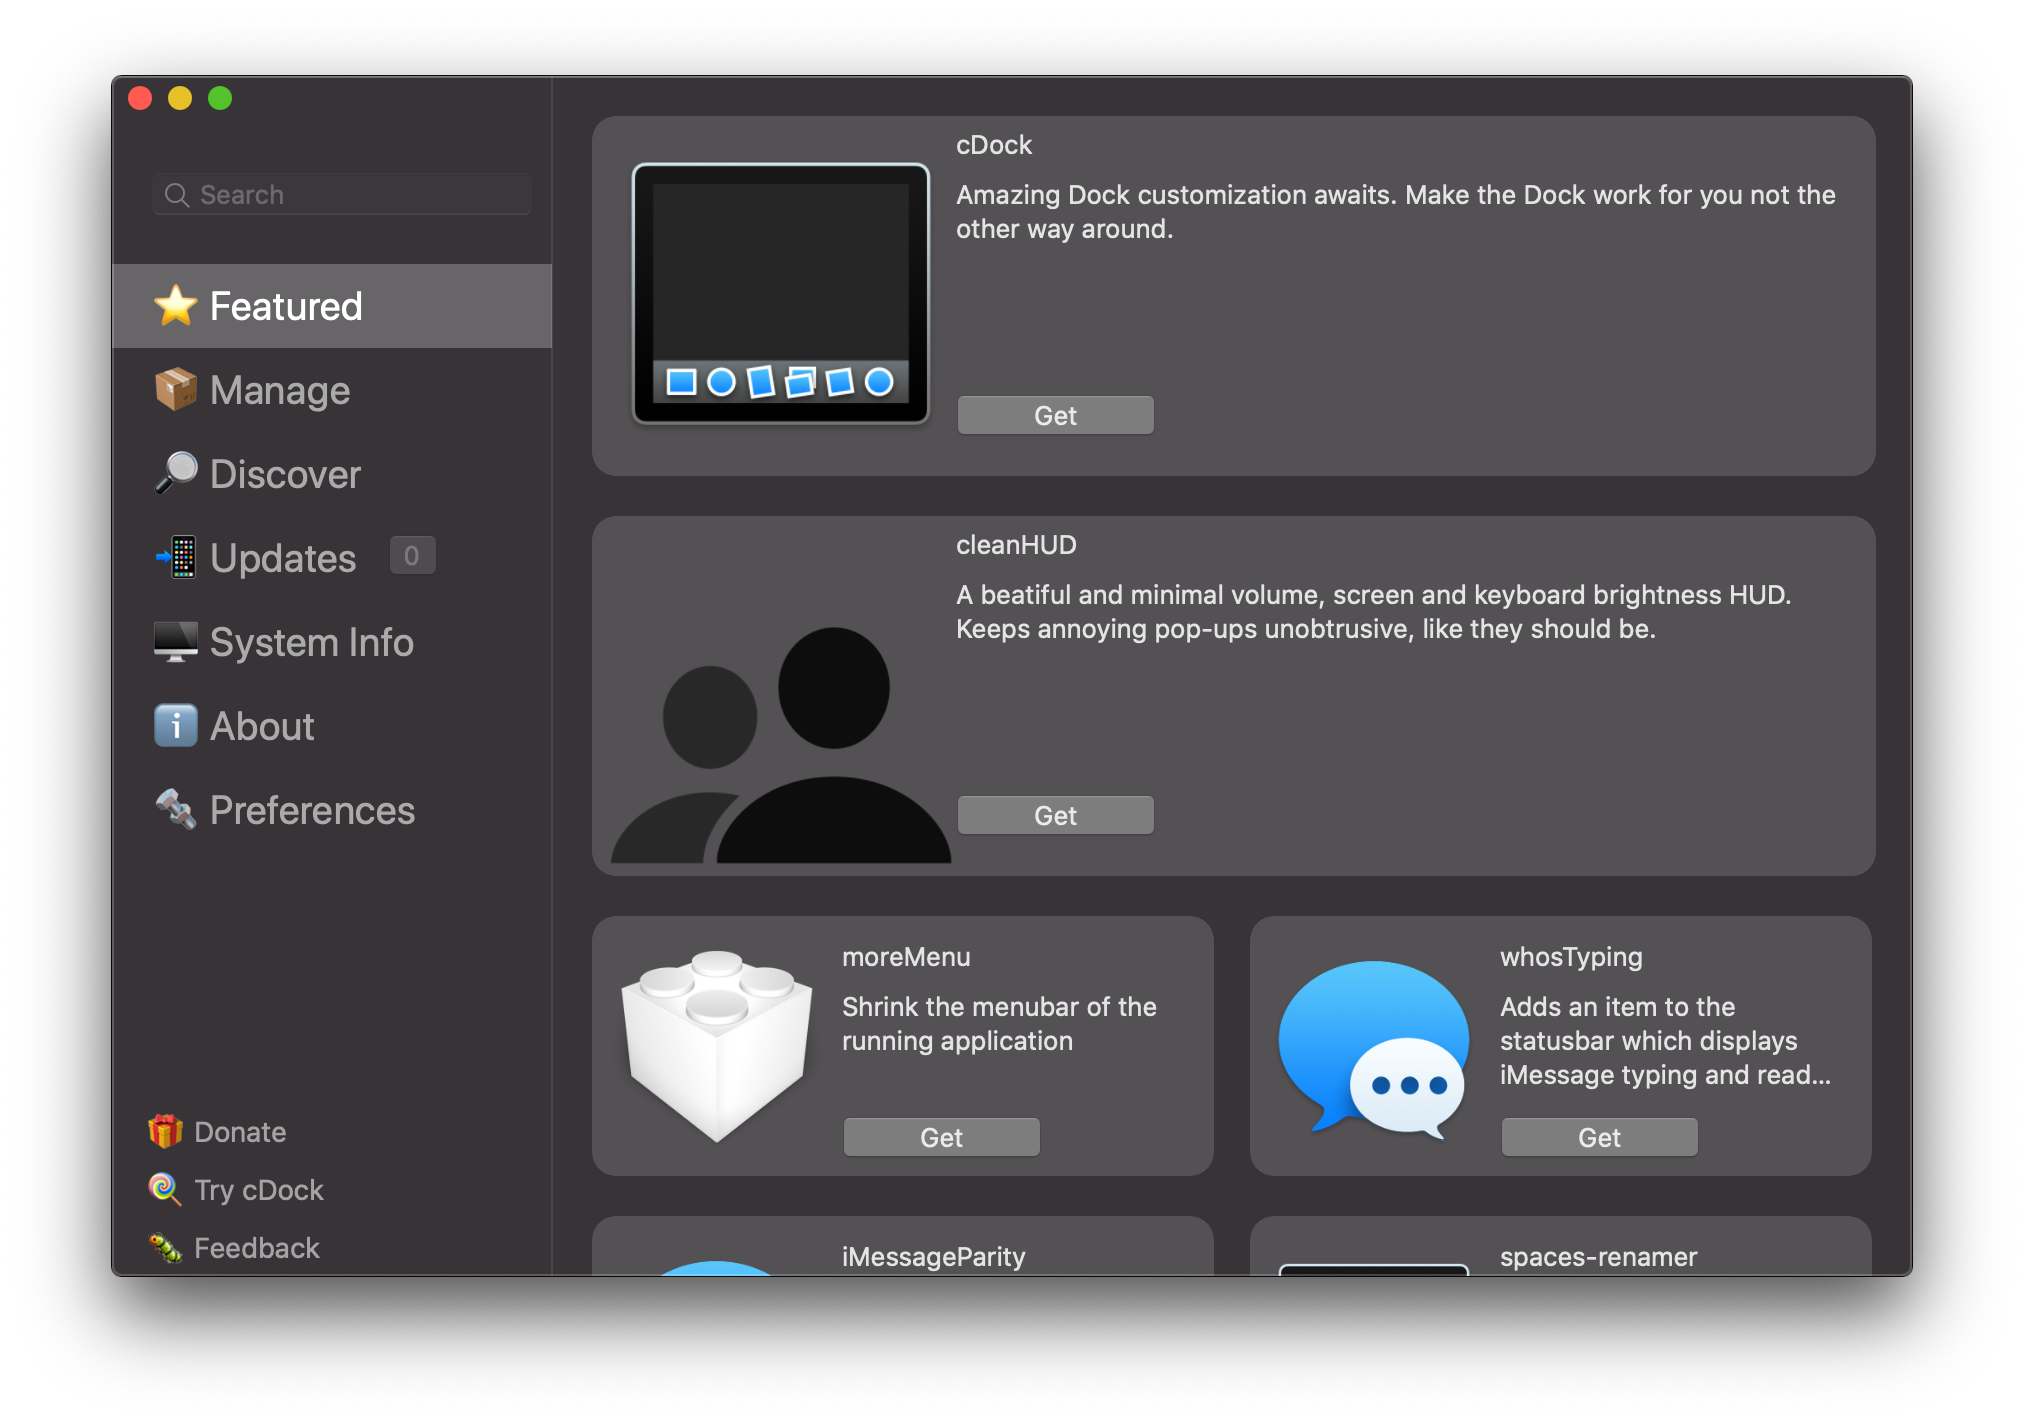 Search
Featured
Manage
Discover
Updates 0
System Info
About
Preferences
Donate
Try cDock
Feedback
cDock
Amazing Dock customization awaits. Make the Dock work for you not the
other way around.
Get
cleanHUD
A beatiful and minimal volume, screen and keyboard brightness HUD.
Keeps annoying pop-ups unobtrusive, like they should be.
Get
moreMenu
Shrink the menubar of the
running application
Get
whosTyping
Adds an item to the
statusbar which displays
iMessage typing and read...
Get
iMessageParity
spaces-renamer